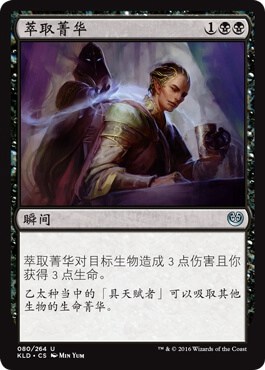 萃取菁华 1
瞬间
萃取菁华对目标生物造成 3 点伤害且你
获得 3 点生命。
乙太种当中的「具天赋者」可以吸取其他
生物的生命菁华。
080/264 U
KLD • CS MIN YUM
™ & © 2016 Wizards of the Coast